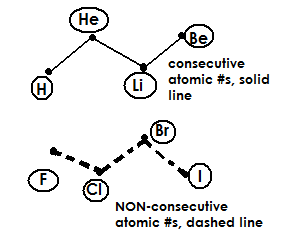 He
Be
H
Li
consecutive
atomic #s, solid
line
Br
F
Cl
I
NON-consecutive
atomic #s, dashed line